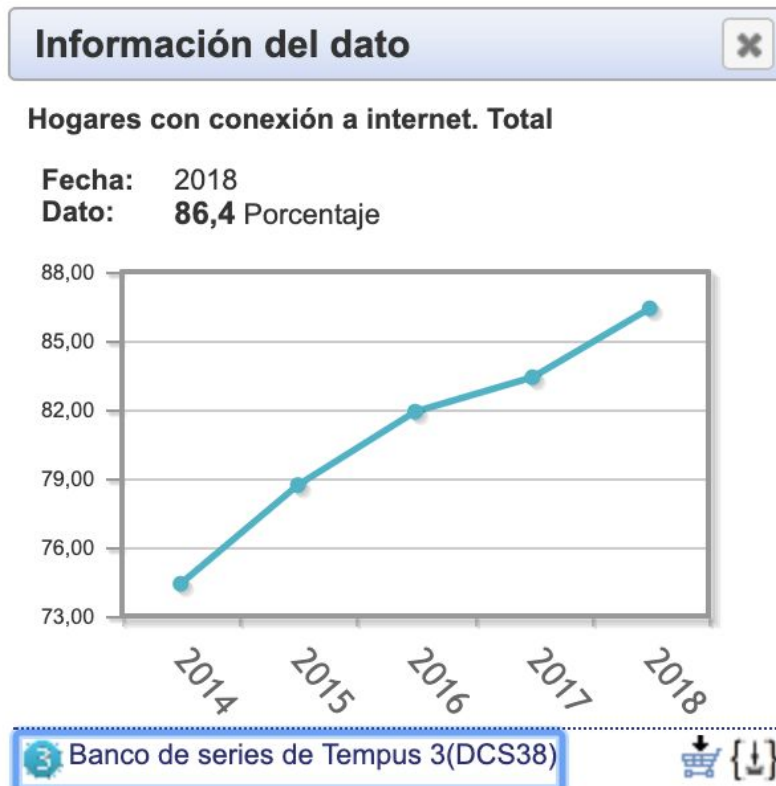 Información del dato
Hogares con conexión a internet. Total
Fecha: 2018
Dato: 86,4 Porcentaje
88,00
85,00
82,00
79,00
76,00
73,00
2014 2015 2016 2017 2018
3 Banco de series de Tempus 3(DCS38)